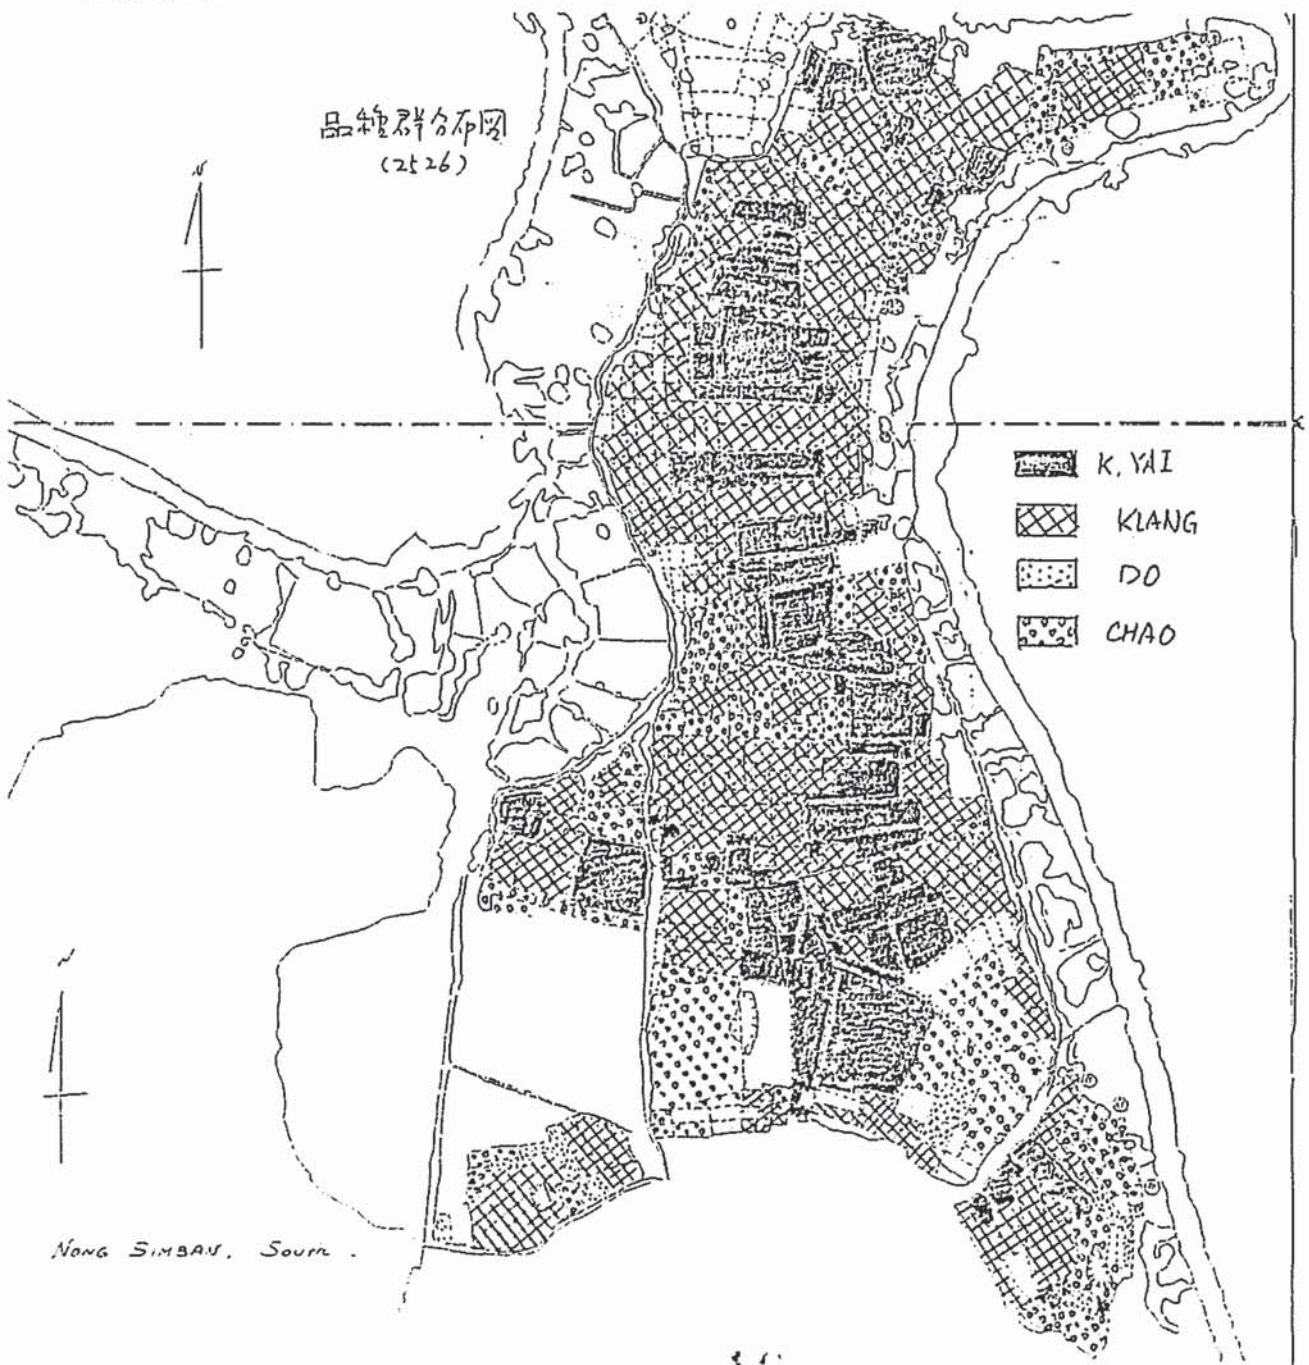 品種群分布図
(2526)
N
K. YAI
KLANG
DO
CHAO
N
NONG SIMBAN. SOUTH.